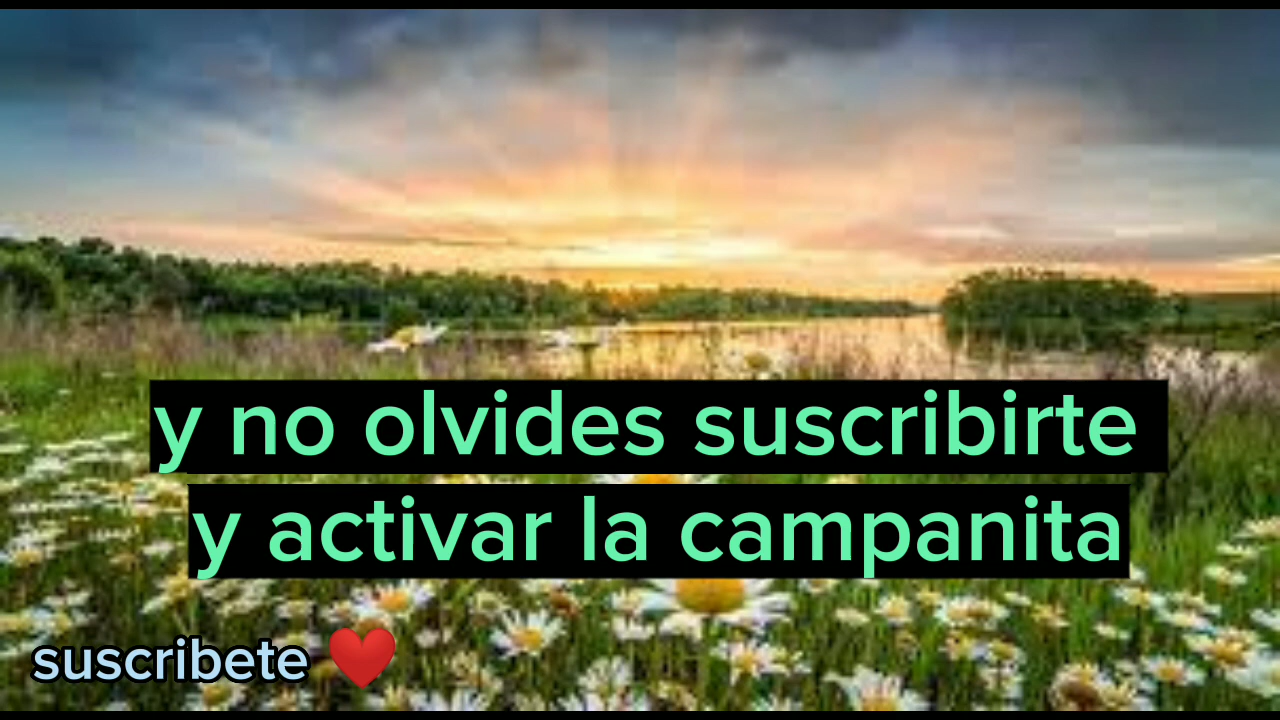 y no olvides suscribirte
y activar la campanita
suscribete ❤️